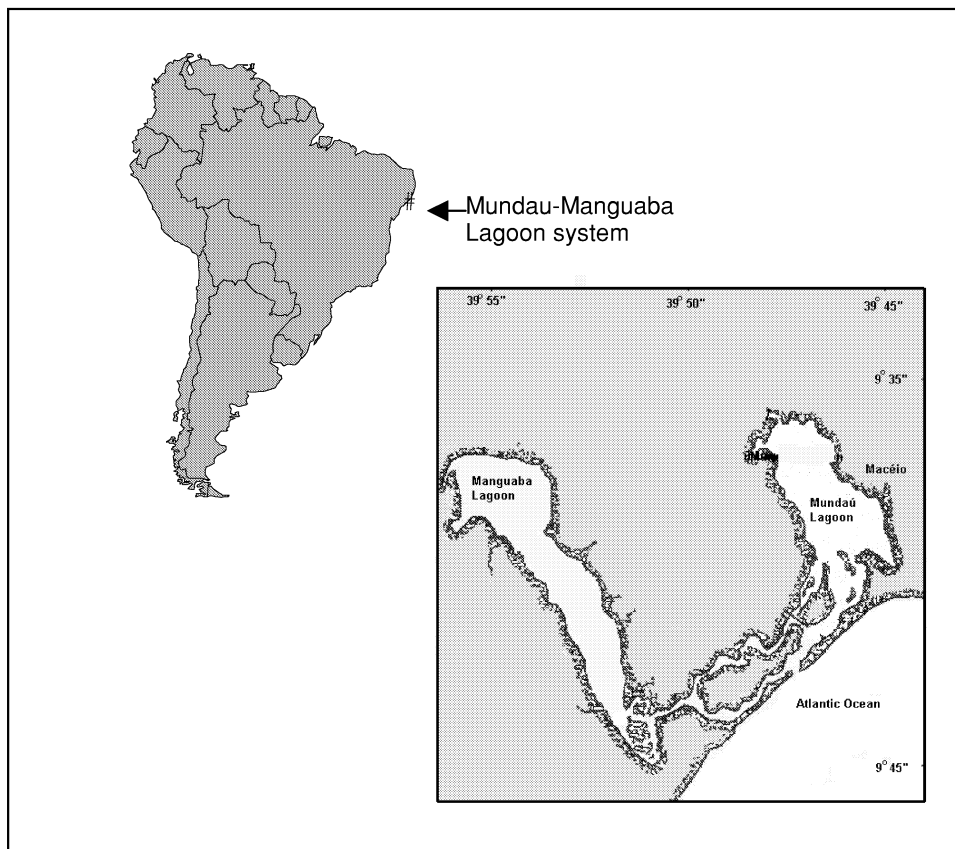 Mundau-Manguaba
Lagoon system
39° 55" 39° 50" 39° 45"
9° 35"
Macéio
Manguaba
Lagoon
Mundaú
Lagoon
Atlantic Ocean
9° 45"